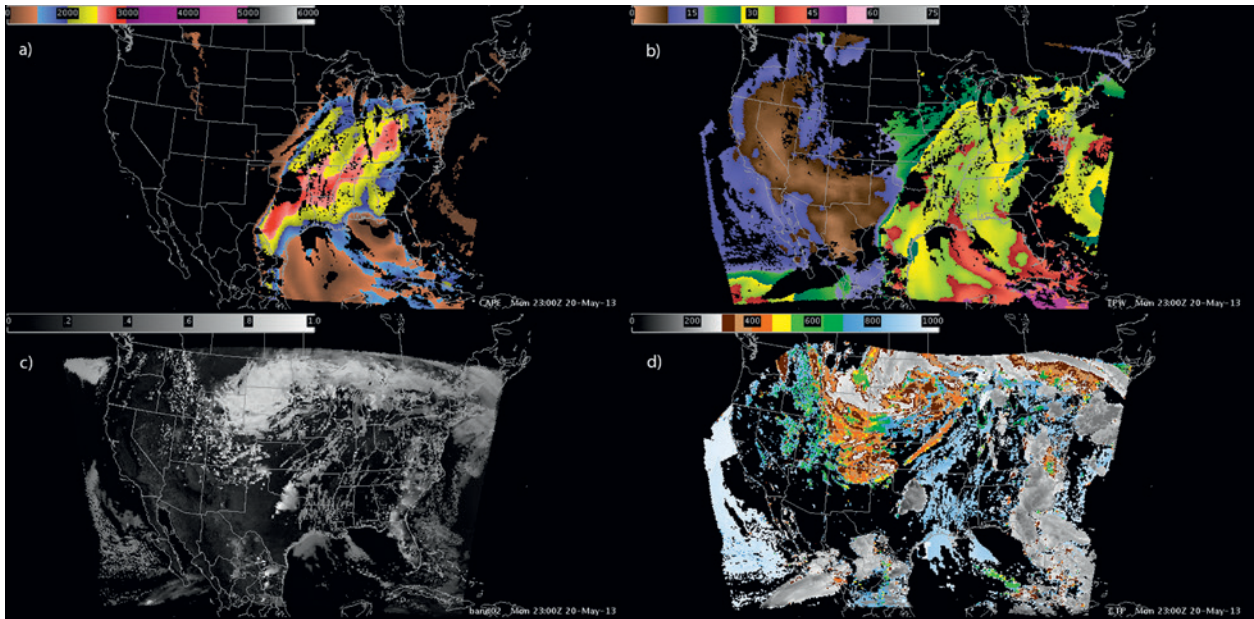 0 2000 3000 4000 5000 6000
a)
CAPE Mon 23:00Z 20-May-13
0 15 30 45 60 75
b)
TPW Mon 23:00Z 20-May-13
0 .2 .4 .6 .8 1.0
c)
band02 Mon 23:00Z 20-May-13
0 200 400 600 800 1000
d)
CTP Mon 23:00Z 20-May-13